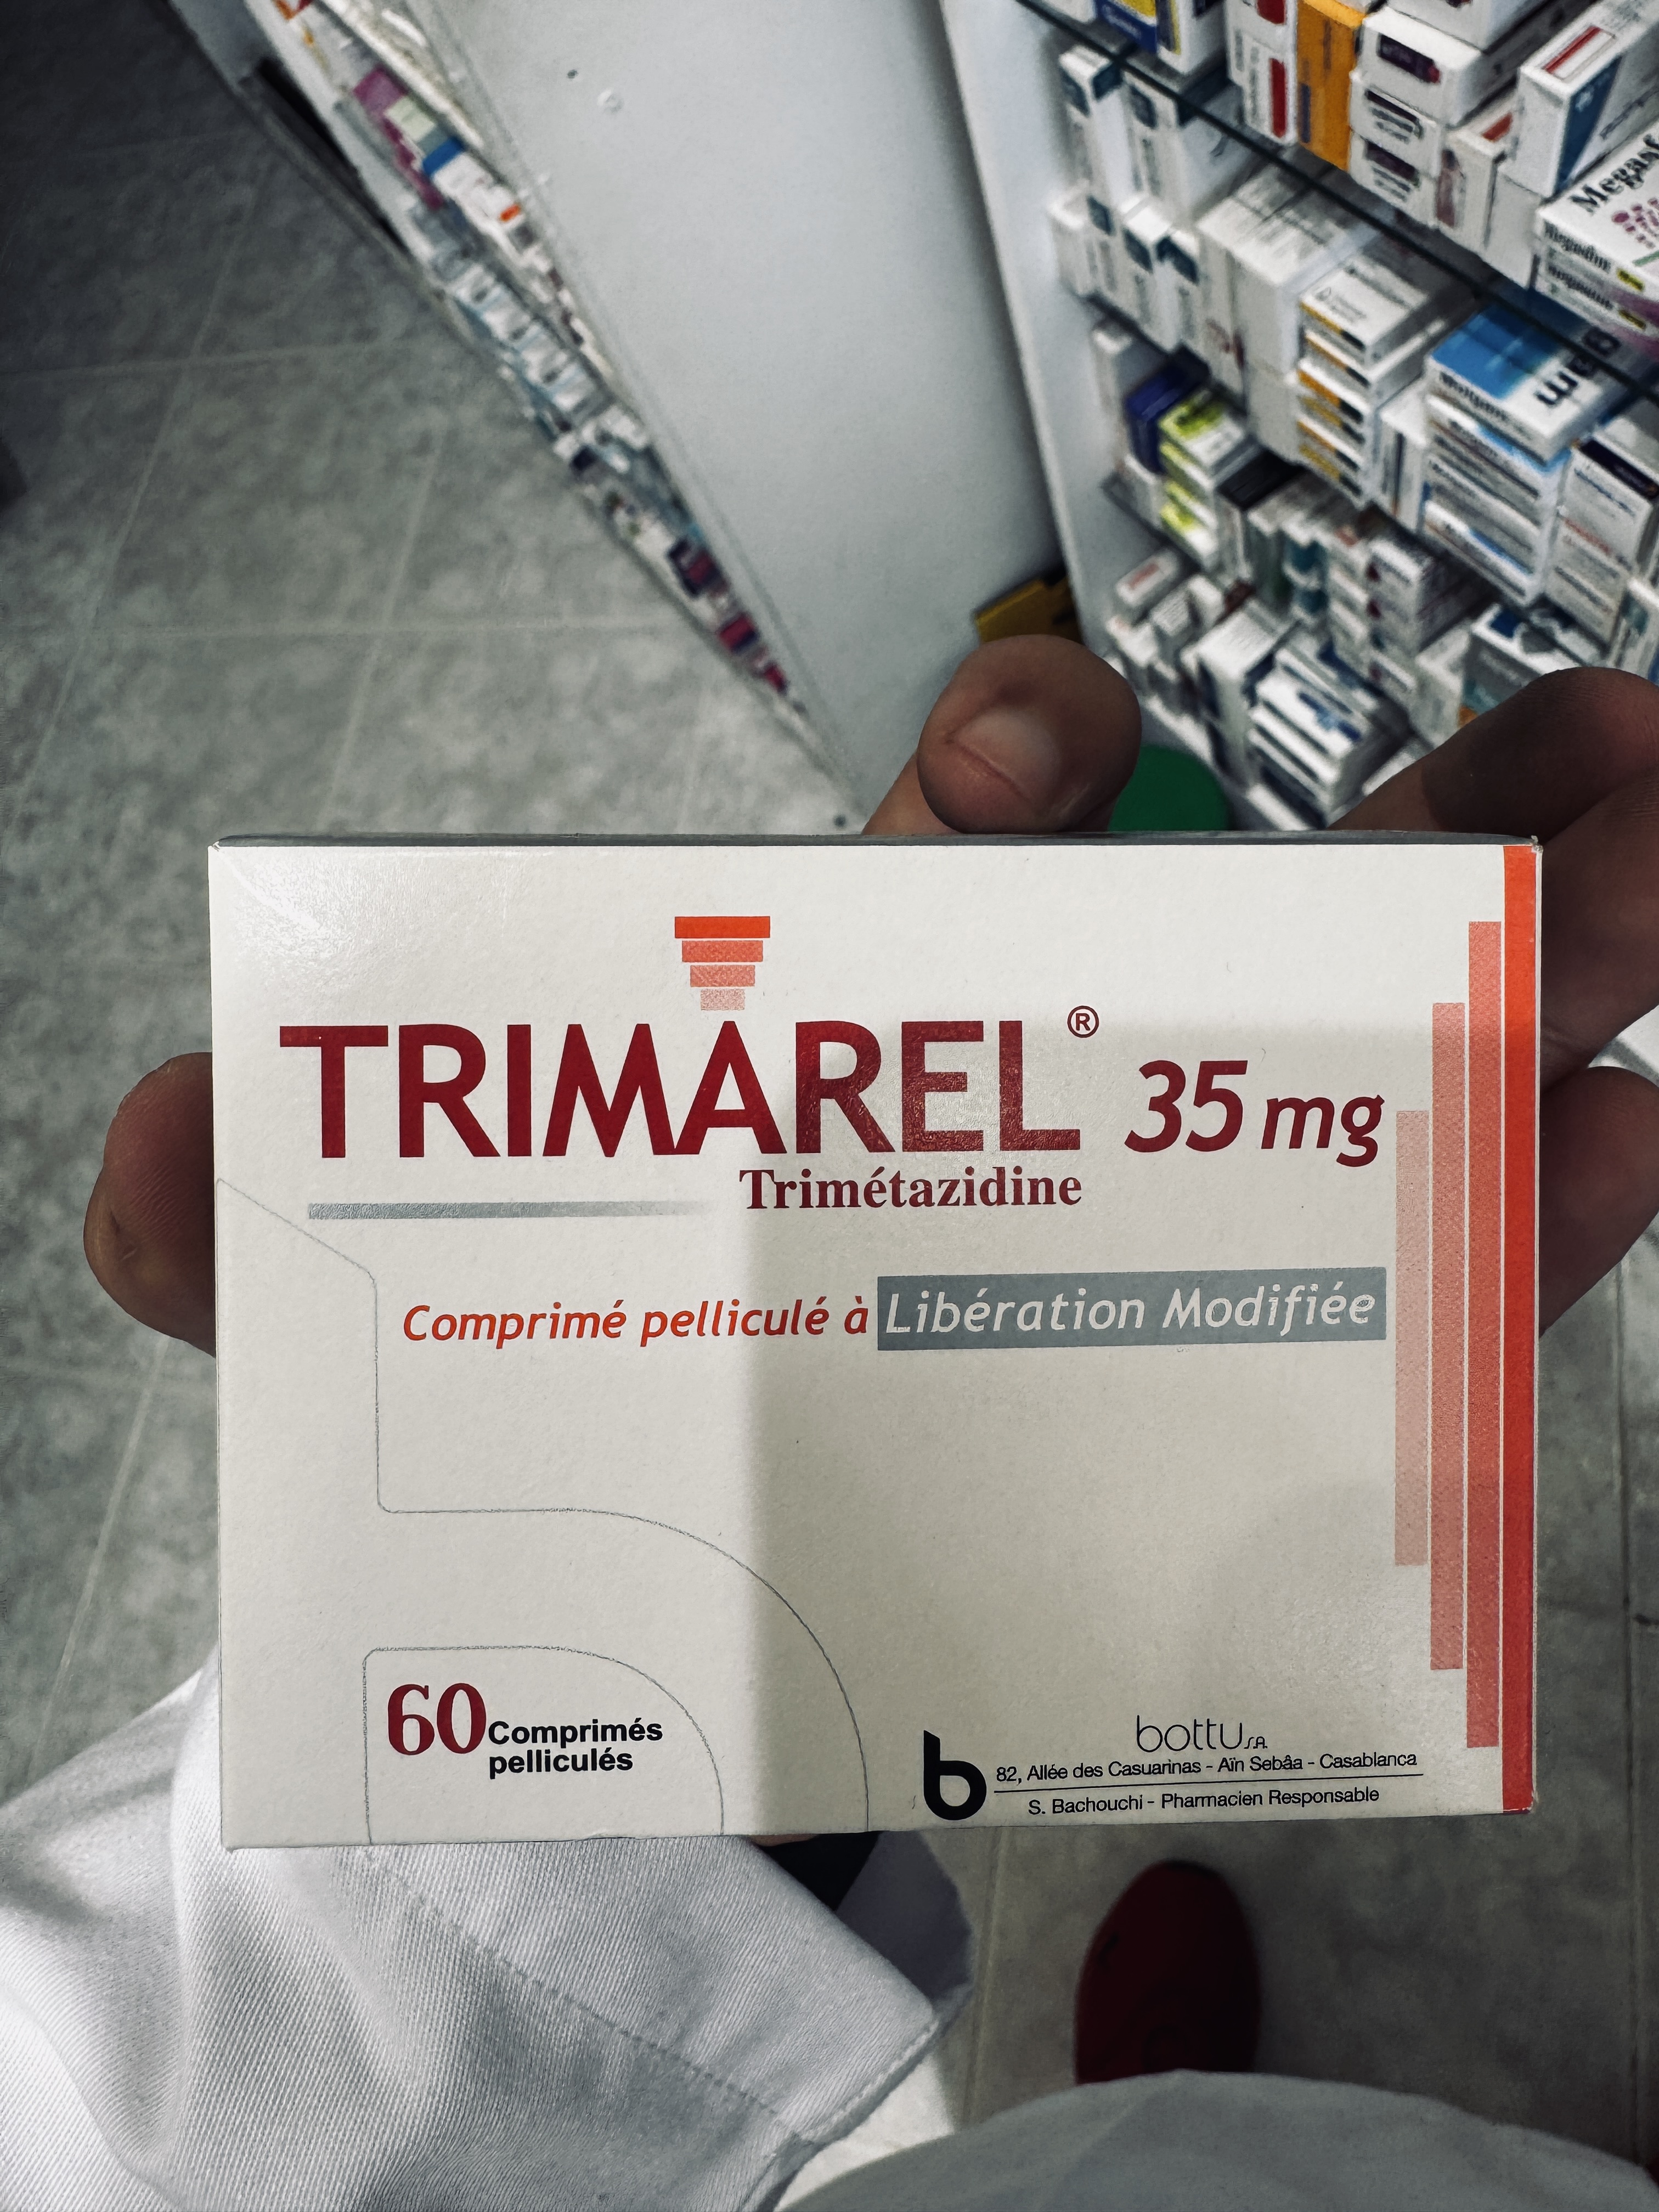 TRIMAREL® 35 mg
Trimétazidine
Comprimé pelliculé à Libération Modifiée
60 Comprimés
pelliculés
b bottu S.A.
82, Allée des Casuarinas - Aïn Sebâa - Casablanca
S. Bachouchi - Pharmacien Responsable